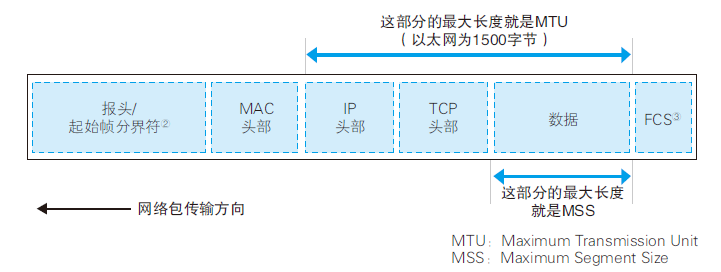 这部分的最大长度就是MTU
（以太网为1500字节）
报头/
起始帧分界符②
MAC
头部
IP
头部
TCP
头部
数据
FCS③
这部分的最大长度
就是MSS
网络包传输方向
MTU：Maximum Transmission Unit
MSS：Maximum Segment Size